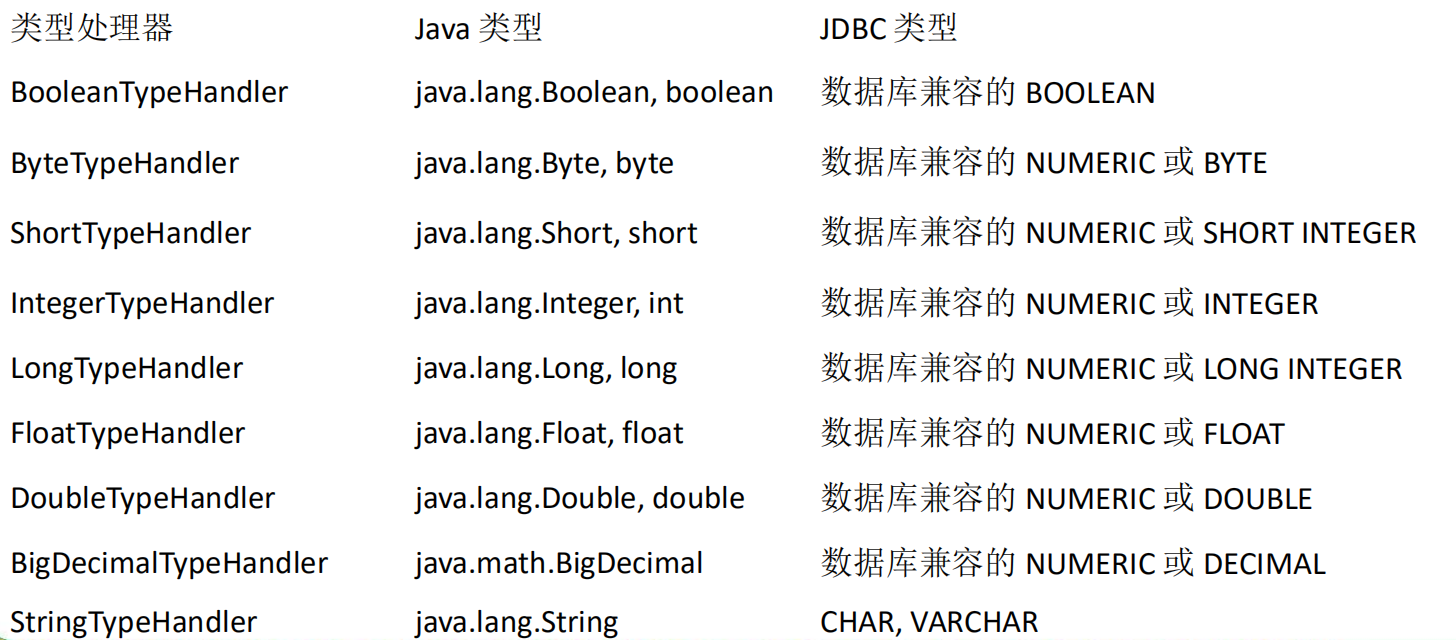 类型处理器 Java 类型 JDBC 类型
BooleanTypeHandler java.lang.Boolean, boolean 数据库兼容的 BOOLEAN
ByteTypeHandler java.lang.Byte, byte 数据库兼容的 NUMERIC 或 BYTE
ShortTypeHandler java.lang.Short, short 数据库兼容的 NUMERIC 或 SHORT INTEGER
IntegerTypeHandler java.lang.Integer, int 数据库兼容的 NUMERIC 或 INTEGER
LongTypeHandler java.lang.Long, long 数据库兼容的 NUMERIC 或 LONG INTEGER
FloatTypeHandler java.lang.Float, float 数据库兼容的 NUMERIC 或 FLOAT
DoubleTypeHandler java.lang.Double, double 数据库兼容的 NUMERIC 或 DOUBLE
BigDecimalTypeHandler java.math.BigDecimal 数据库兼容的 NUMERIC 或 DECIMAL
StringTypeHandler java.lang.String CHAR, VARCHAR